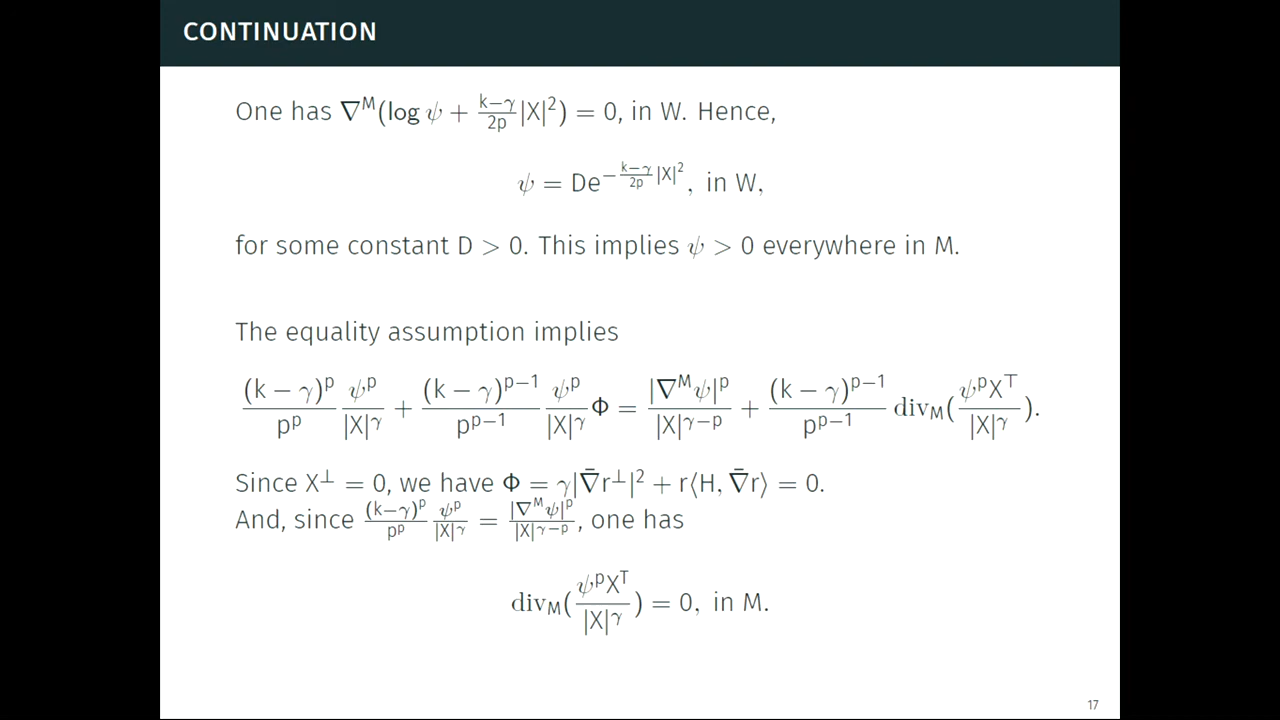 CONTINUATION
One has ∇ᴹ(log ψ + (k−γ)/(2p) |X|²) = 0, in W. Hence,
ψ = De^{−(k−γ)/(2p) |X|²}, in W,
for some constant D > 0. This implies ψ > 0 everywhere in M.
The equality assumption implies
(k − γ)^p/p^p ψ^p/|X|^γ + (k − γ)^{p−1}/p^{p−1} ψ^p/|X|^γ Φ = |∇ᴹψ|^p/|X|^{γ−p} + (k − γ)^{p−1}/p^{p−1} div_M(ψ^p X^⊤/|X|^γ).
Since X^⊥ = 0, we have Φ = γ|∇̄r^⊥|² + r⟨H, ∇̄r⟩ = 0.
And, since (k−γ)^p/p^p ψ^p/|X|^γ = |∇ᴹψ|^p/|X|^{γ−p}, one has
div_M(ψ^p X^T/|X|^γ) = 0, in M.
17